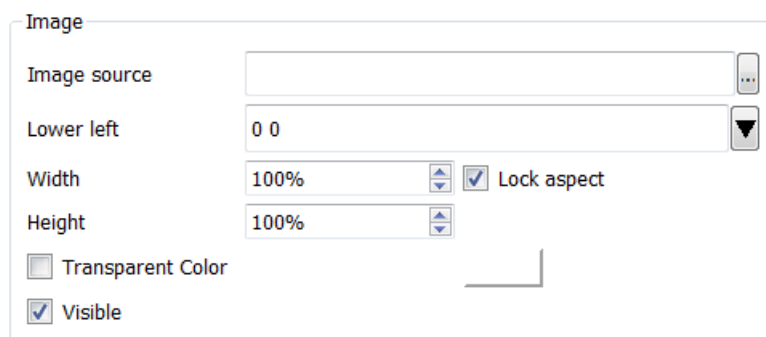 Image
Image source ...
Lower left 0 0
Width 100% Lock aspect
Height 100%
Transparent Color
Visible